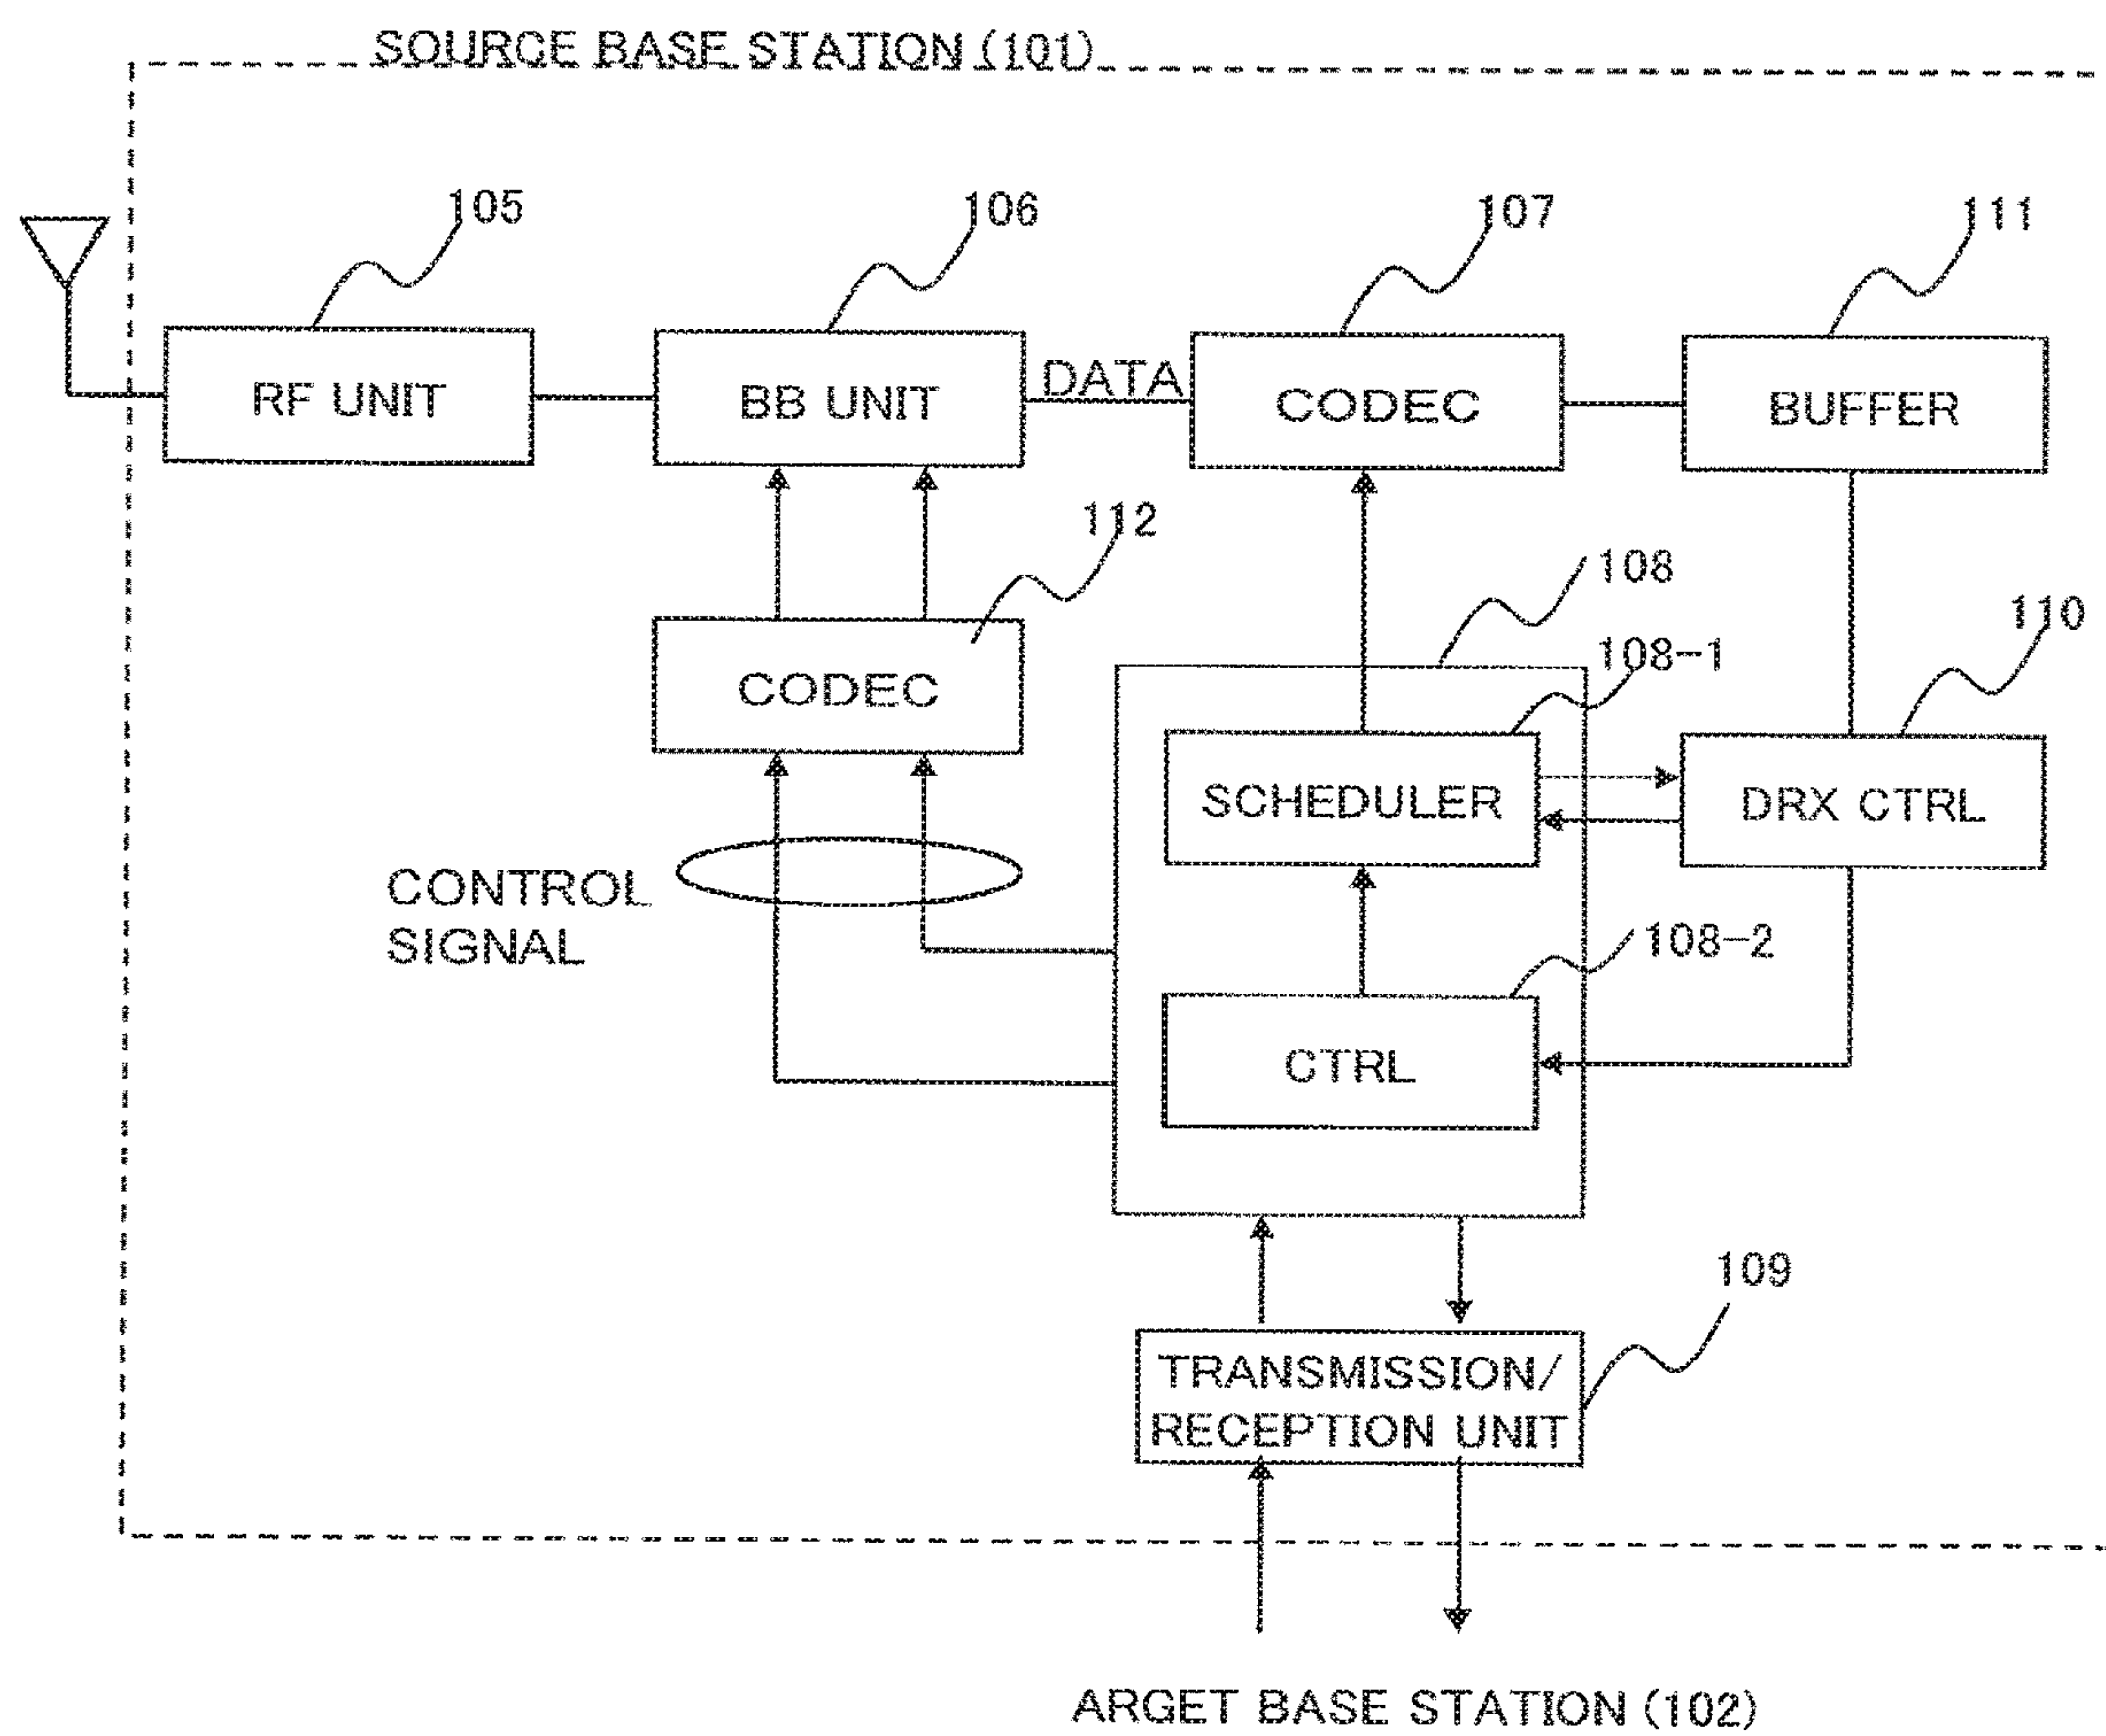 SOURCE BASE STATION (101)
105
106
107
111
RF UNIT
BB UNIT
DATA
CODEC
BUFFER
112
108
110
108-1
CODEC
SCHEDULER
DRX CTRL
CONTROL
SIGNAL
108-2
CTRL
109
TRANSMISSION/
RECEPTION UNIT
ARGET BASE STATION (102)